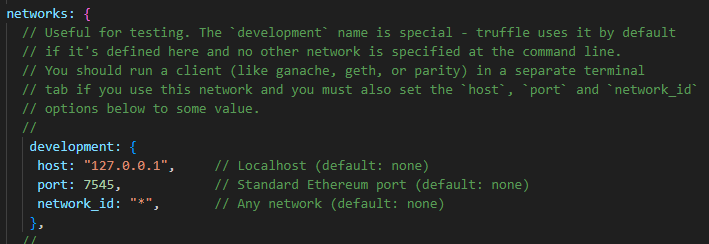 networks: {
// Useful for testing. The `development` name is special - truffle uses it by default
// if it's defined here and no other network is specified at the command line.
// You should run a client (like ganache, geth, or parity) in a separate terminal
// tab if you use this network and you must also set the `host`, `port` and `network_id`
// options below to some value.
//
development: {
host: "127.0.0.1",     // Localhost (default: none)
port: 7545,            // Standard Ethereum port (default: none)
network_id: "*",       // Any network (default: none)
},
//